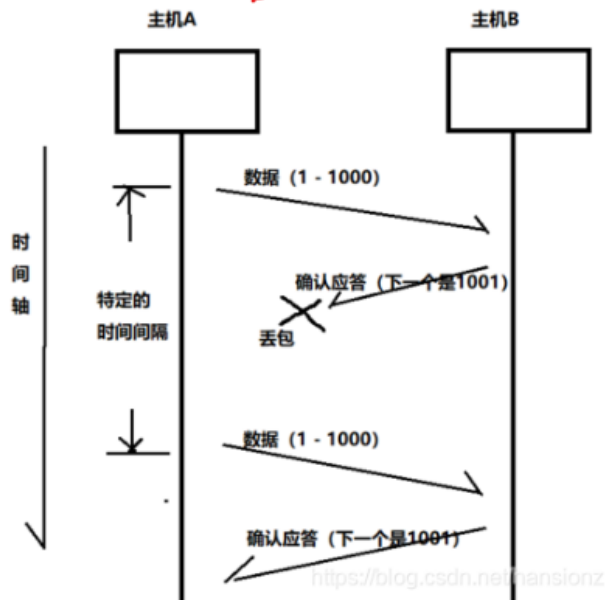 主机A
主机B
数据（1 - 1000）
时
间
轴
确认应答（下一个是1001）
特定的
时间间隔
丢包
数据（1 - 1000）
确认应答（下一个是1001）
https://blog.csdn.net/hansionz